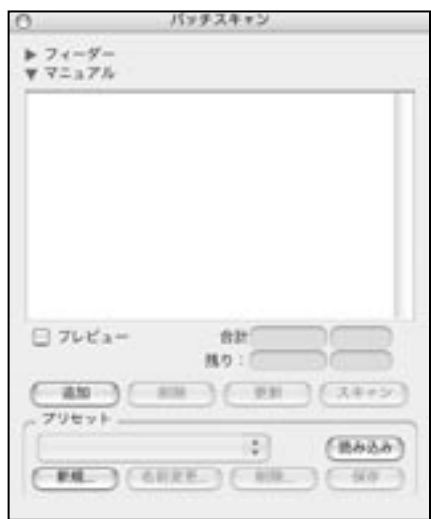 バッチスキャン
▶ フィーダー
▼ マニュアル
プレビュー 合計
残り:
追加 削除 更新 スキャン
プリセット
読み込み
新規... 名前変更... 削除... 保存